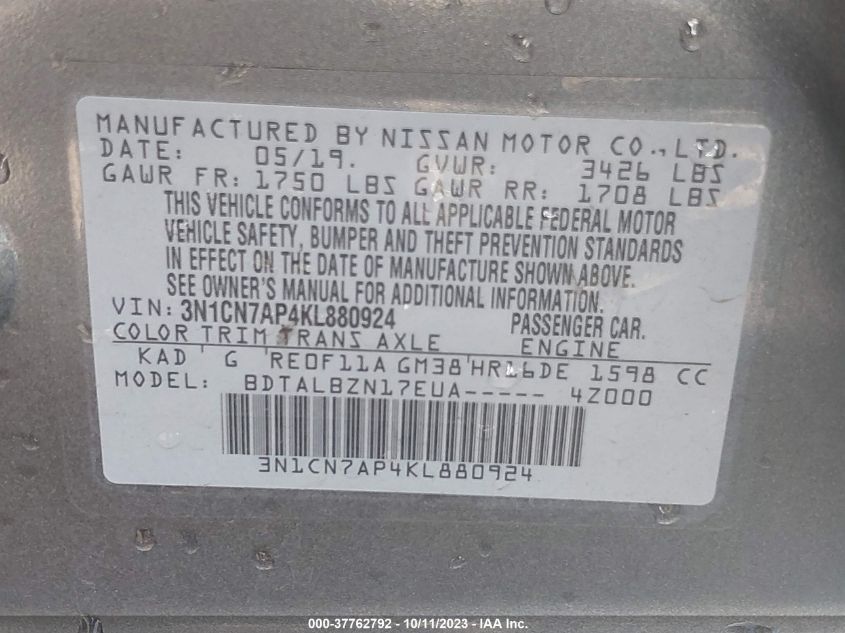 MANUFACTURED BY NISSAN MOTOR CO., LTD.
DATE: 05/19. GVWR: 3426 LBS
GAWR FR: 1750 LBS GAWR RR: 1708 LBS
THIS VEHICLE CONFORMS TO ALL APPLICABLE FEDERAL MOTOR
VEHICLE SAFETY, BUMPER AND THEFT PREVENTION STANDARDS
IN EFFECT ON THE DATE OF MANUFACTURE SHOWN ABOVE.
SEE OWNER'S MANUAL FOR ADDITIONAL INFORMATION.
VIN: 3N1CN7AP4KL880924 PASSENGER CAR.
COLOR TRIM TRANS AXLE ENGINE
KAD G RE0F11A GM38 HR16DE 1598 CC
MODEL: BDTALBZN17EUA----- 4Z000
3N1CN7AP4KL880924
000-37762792 - 10/11/2023 - IAA Inc.